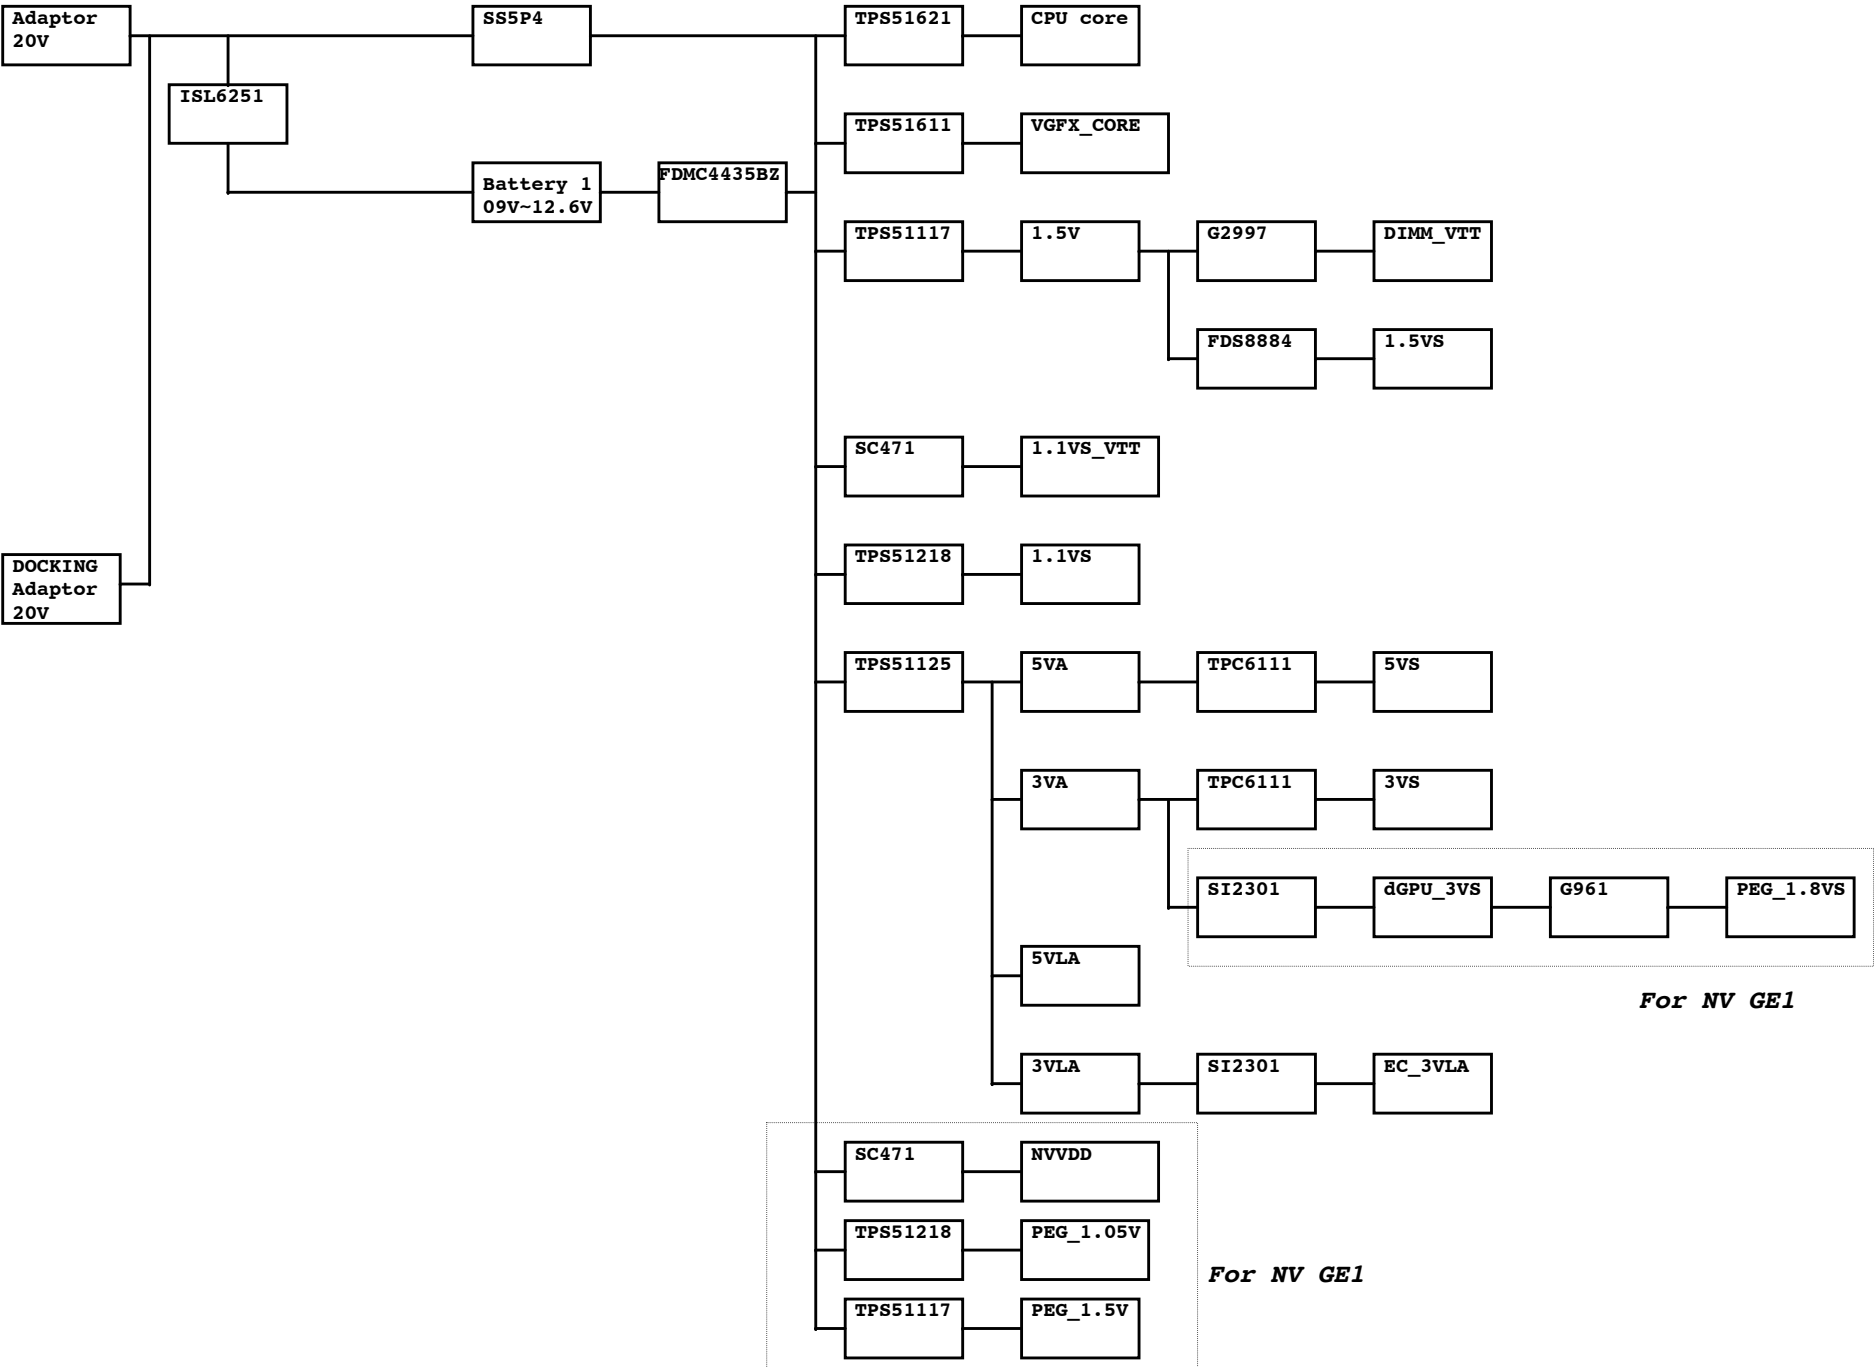 Adaptor
20V
SS5P4
TPS51621
CPU core
ISL6251
TPS51611
VGFX_CORE
Battery 1
09V~12.6V
FDMC4435BZ
TPS51117
1.5V
G2997
DIMM_VTT
FDS8884
1.5VS
SC471
1.1VS_VTT
DOCKING
Adaptor
20V
TPS51218
1.1VS
TPS51125
5VA
TPC6111
5VS
3VA
TPC6111
3VS
SI2301
dGPU_3VS
G961
PEG_1.8VS
5VLA
For NV GE1
3VLA
SI2301
EC_3VLA
SC471
NVVDD
TPS51218
PEG_1.05V
For NV GE1
TPS51117
PEG_1.5V